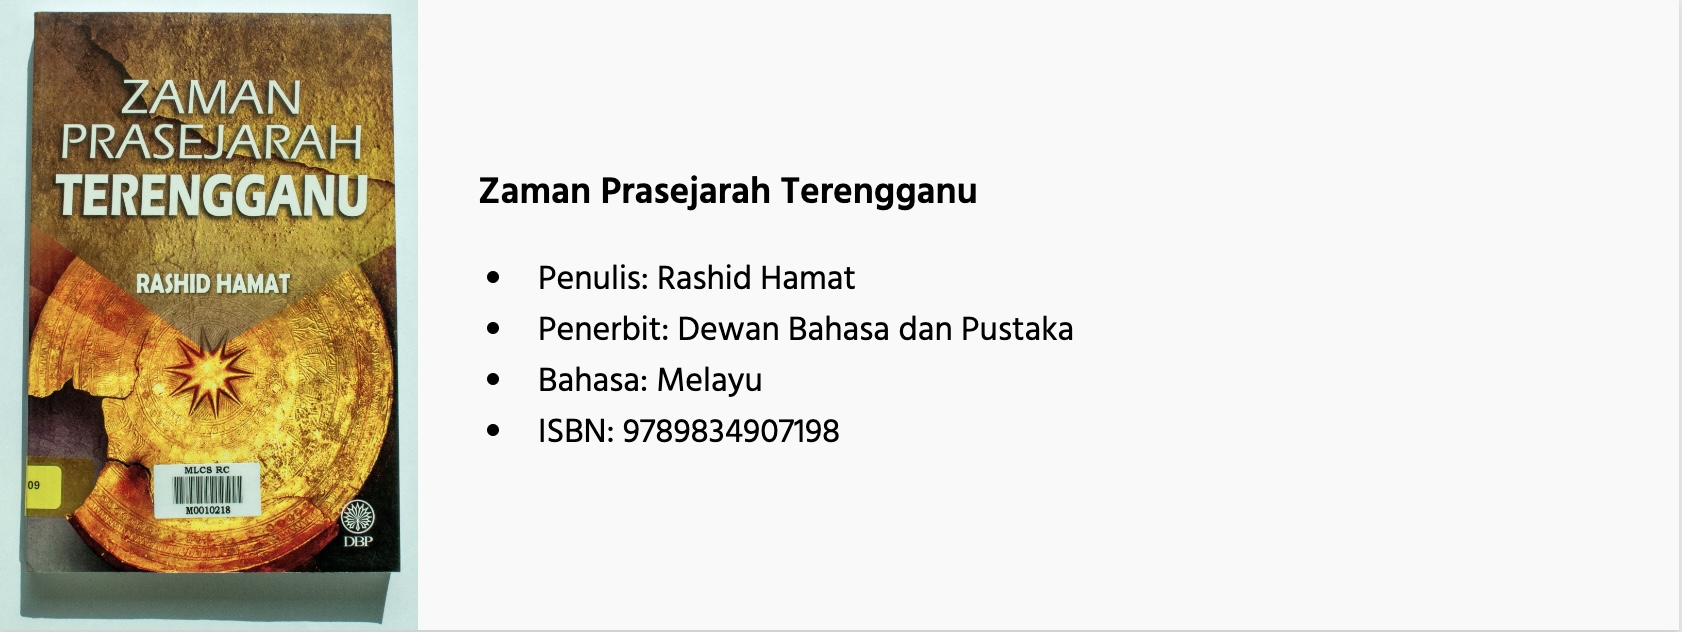 ZAMAN
PRASEJARAH
TERENGGANU
RASHID HAMAT
09
MLCS RC
M0010218
DBP
Zaman Prasejarah Terengganu
• Penulis: Rashid Hamat
• Penerbit: Dewan Bahasa dan Pustaka
• Bahasa: Melayu
• ISBN: 9789834907198